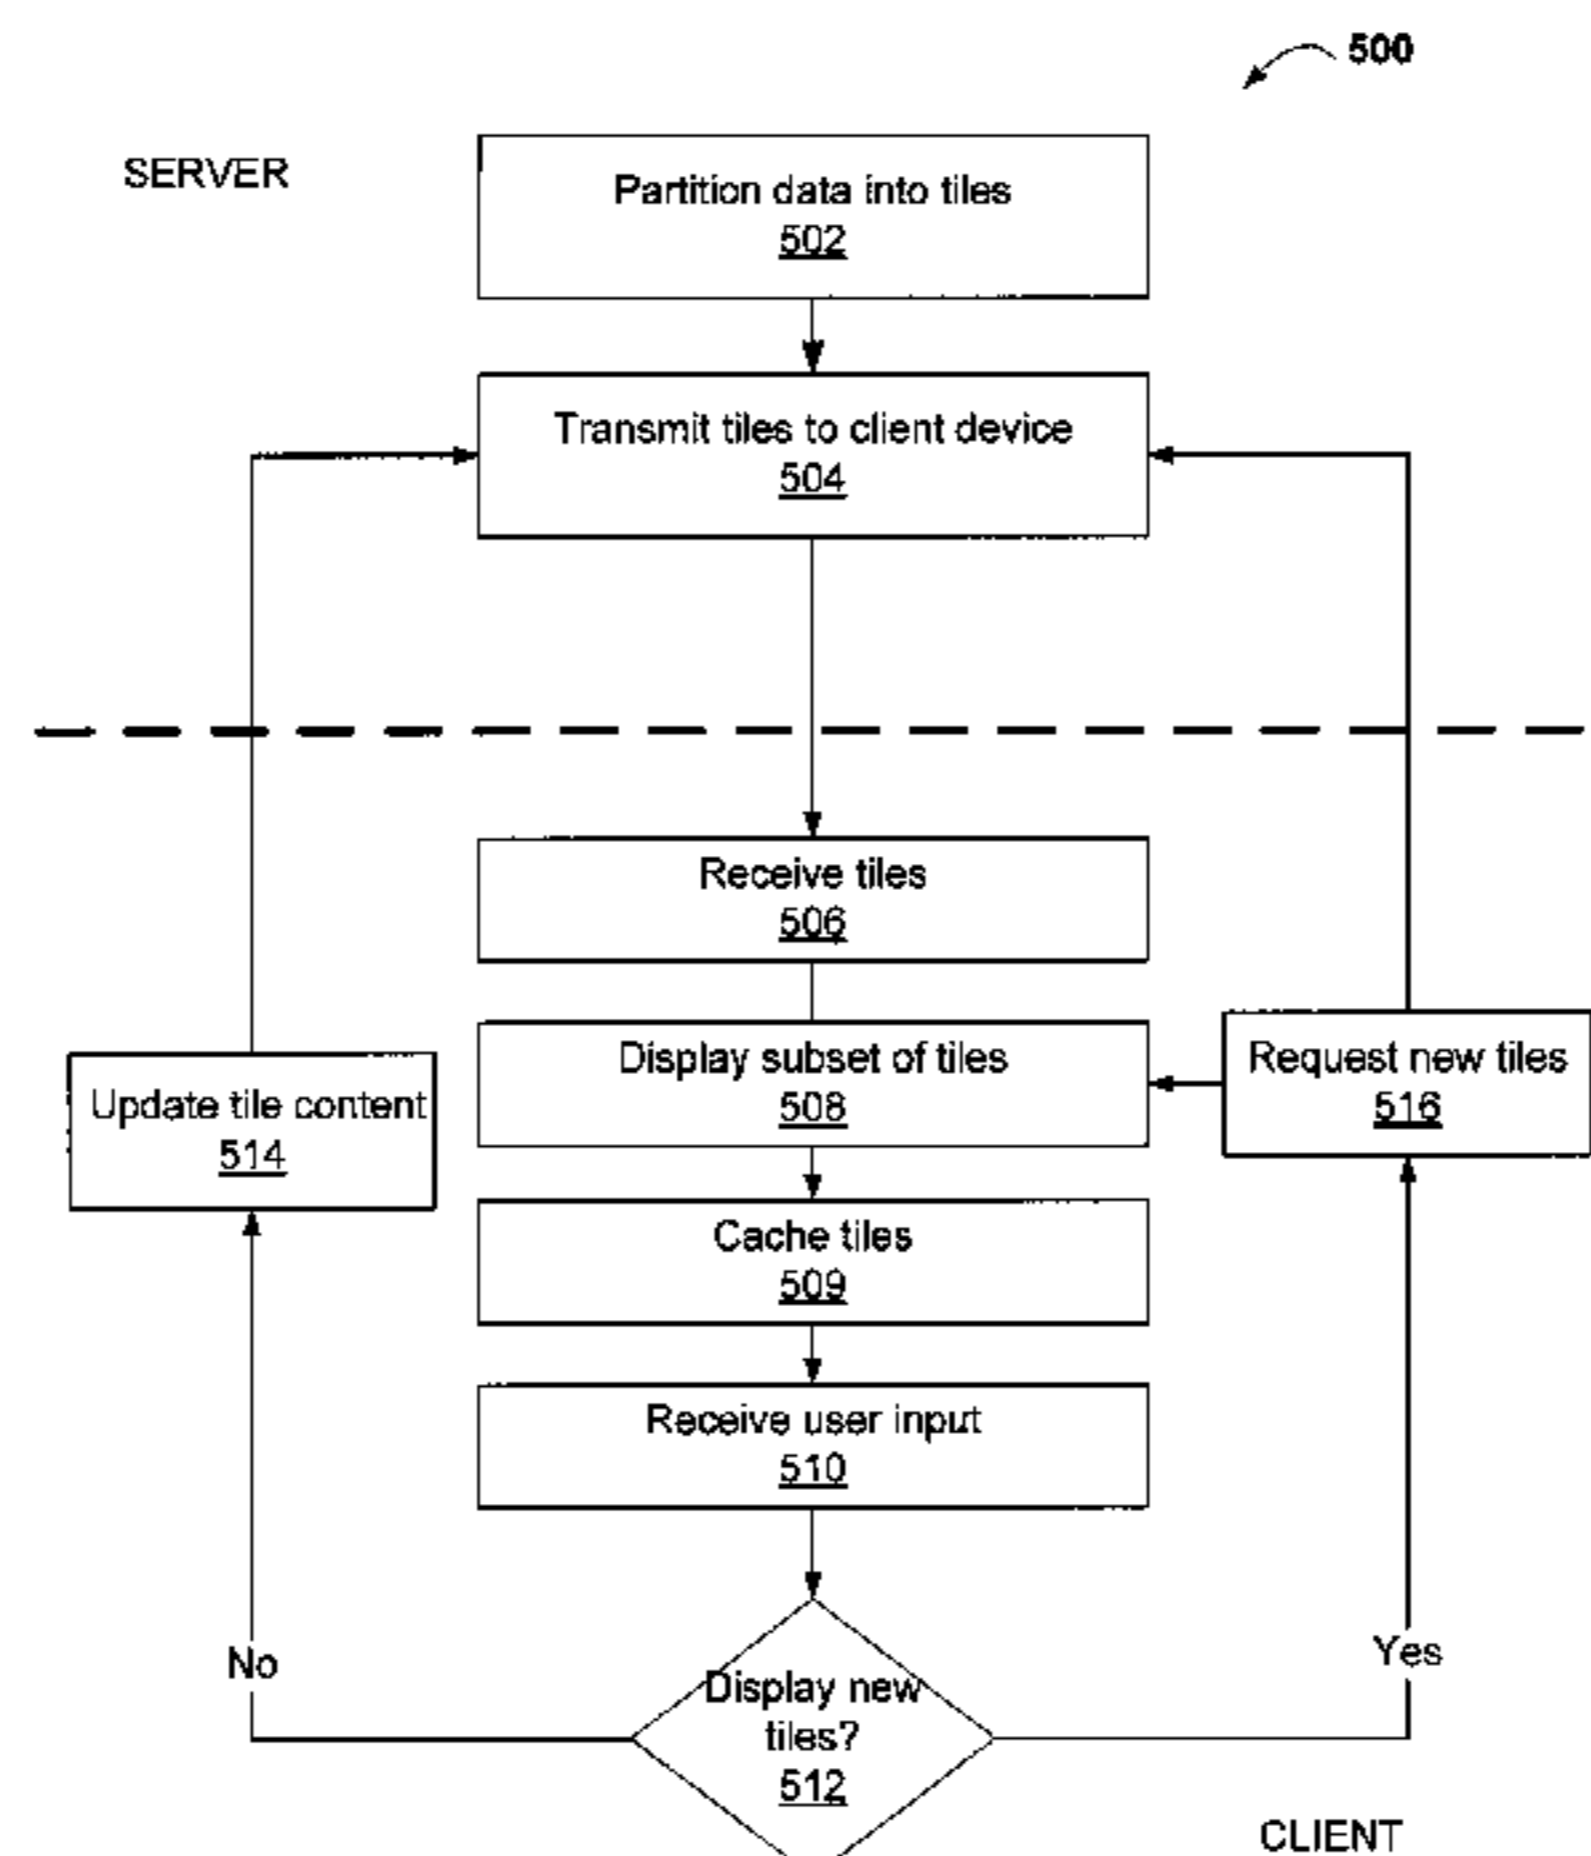 500
SERVER
Partition data into tiles
502
Transmit tiles to client device
504
Receive tiles
506
Display subset of tiles
508
Request new tiles
516
Update tile content
514
Cache tiles
509
Receive user input
510
No
Yes
Display new
tiles?
512
CLIENT